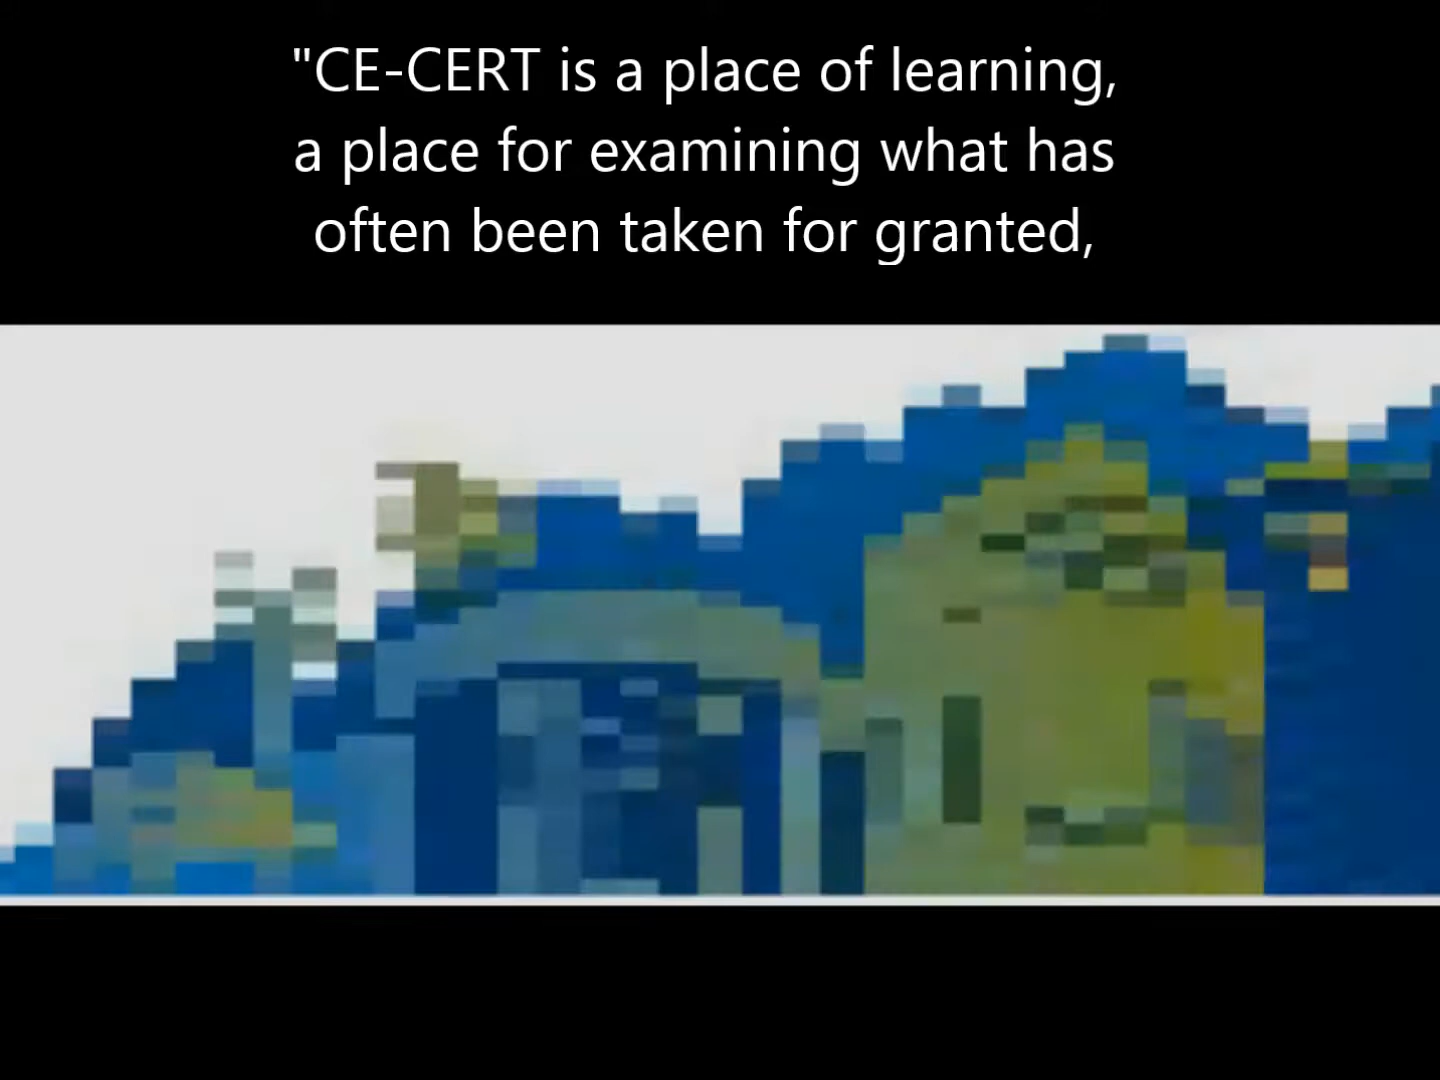 "CE-CERT is a place of learning,
a place for examining what has
often been taken for granted,